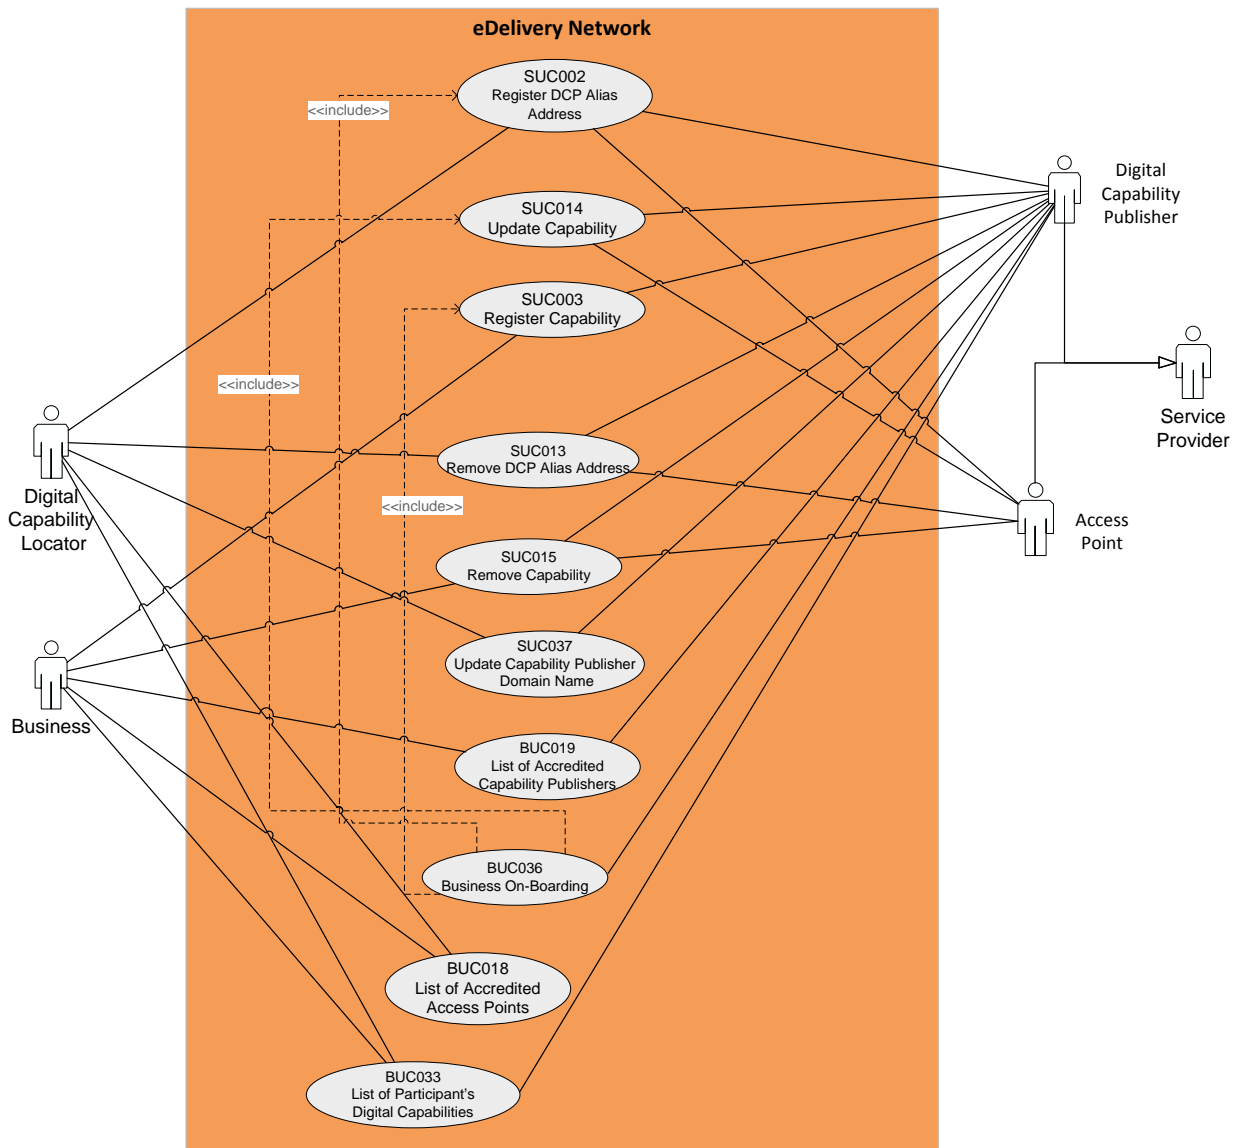 eDelivery Network
SUC002
Register DCP Alias
Address
<<include>>
Digital
Capability
Publisher
SUC014
Update Capability
SUC003
Register Capability
<<include>>
Service
Provider
SUC013
Remove DCP Alias Address
Digital
Capability
Locator
<<include>>
Access
Point
SUC015
Remove Capability
SUC037
Update Capability Publisher
Domain Name
Business
BUC019
List of Accredited
Capability Publishers
BUC036
Business On-Boarding
BUC018
List of Accredited
Access Points
BUC033
List of Participant's
Digital Capabilities